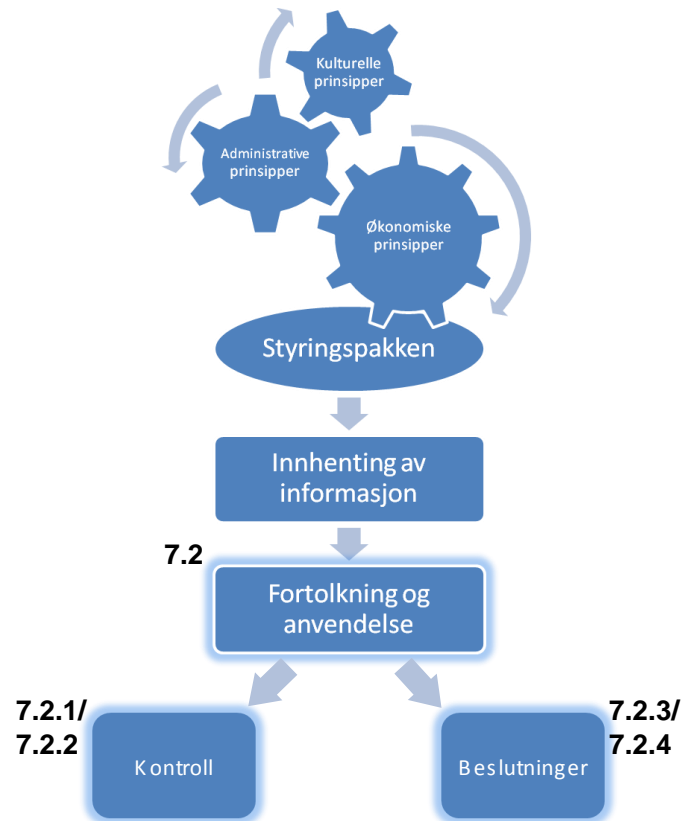 Kulturelle
prinsipper
Administrative
prinsipper
Økonomiske
prinsipper
Styringspakken
Innhenting av
informasjon
7.2
Fortolkning og
anvendelse
7.2.1/
7.2.2
Kontroll
Beslutninger
7.2.3/
7.2.4